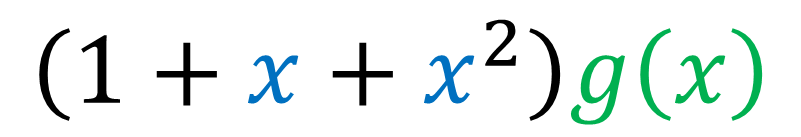 (1 + x + x²)g(x)